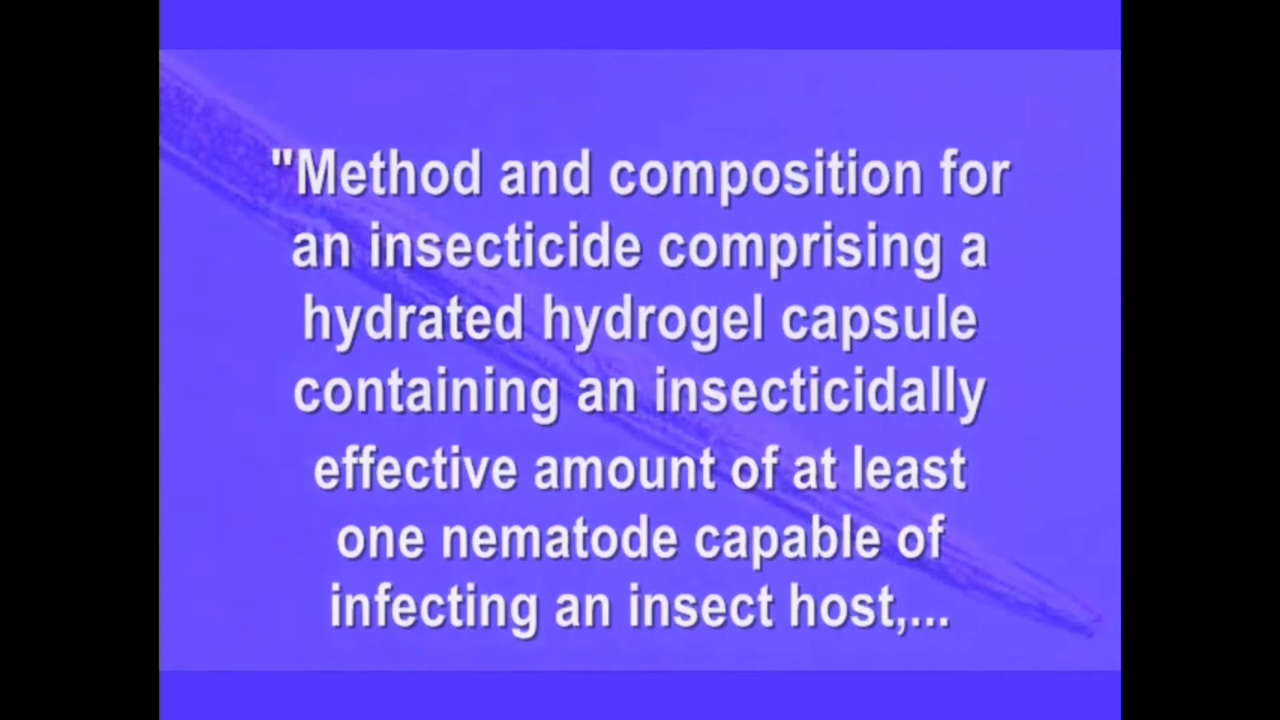 "Method and composition for
an insecticide comprising a
hydrated hydrogel capsule
containing an insecticidally
effective amount of at least
one nematode capable of
infecting an insect host,...